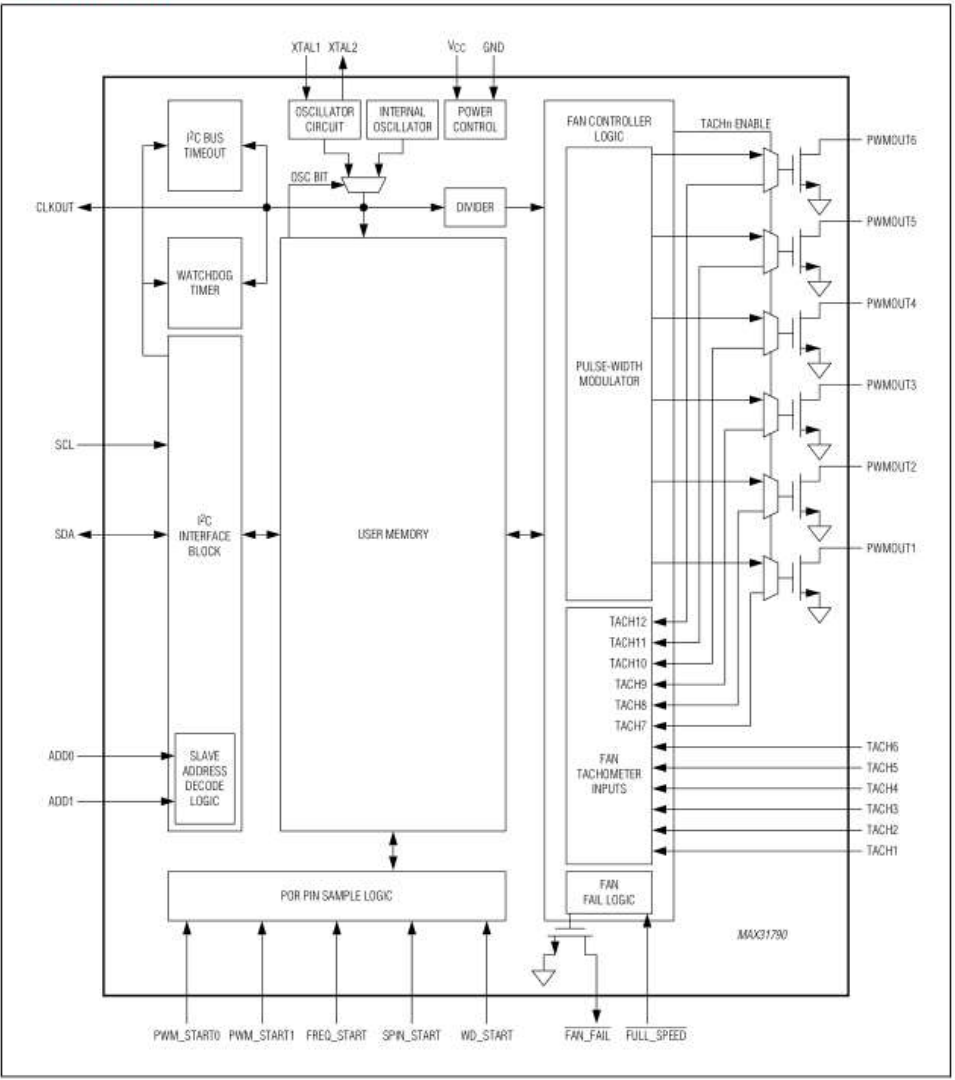 XTAL1 XTAL2
VCC GND
OSCILLATOR
CIRCUIT
INTERNAL
OSCILLATOR
POWER
CONTROL
I2C BUS
TIMEOUT
OSC BIT
CLKOUT
DIVIDER
WATCHDOG
TIMER
SCL
SDA
I2C
INTERFACE
BLOCK
USER MEMORY
ADD0
ADD1
SLAVE
ADDRESS
DECODE
LOGIC
POR PIN SAMPLE LOGIC
FAN CONTROLLER
LOGIC
TACHn ENABLE
PULSE-WIDTH
MODULATOR
PWMOUT6
PWMOUT5
PWMOUT4
PWMOUT3
PWMOUT2
PWMOUT1
TACH12
TACH11
TACH10
TACH9
TACH8
TACH7
FAN
TACHOMETER
INPUTS
TACH6
TACH5
TACH4
TACH3
TACH2
TACH1
FAN
FAIL LOGIC
MAX31790
PWM_START0 PWM_START1 FREQ_START SPIN_START WD_START FAN_FAIL FULL_SPEED